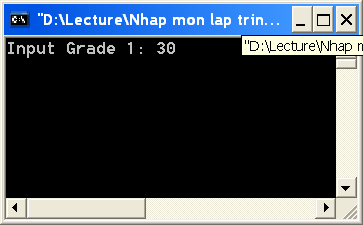 "D:\Lecture\Nhap mon lap trin...
"D:\Lecture\Nhap m
Input Grade 1: 30